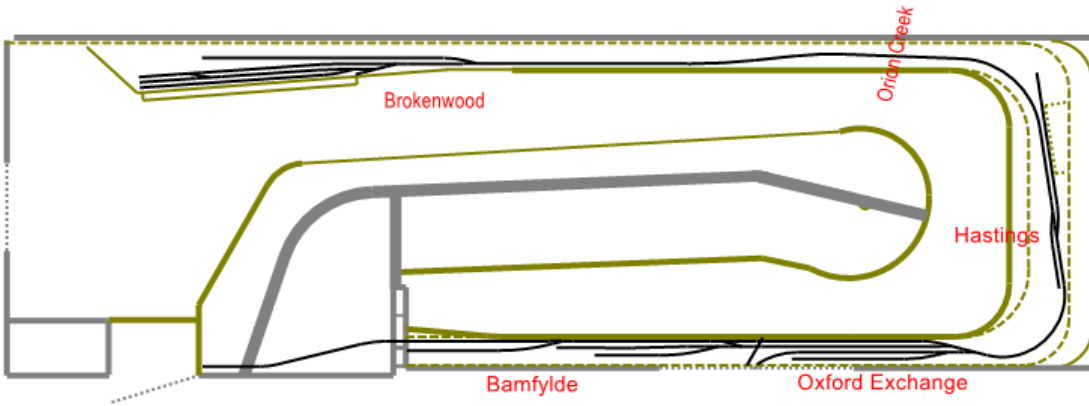 Orion Creek
Brokenwood
Hastings
Bamfylde
Oxford Exchange